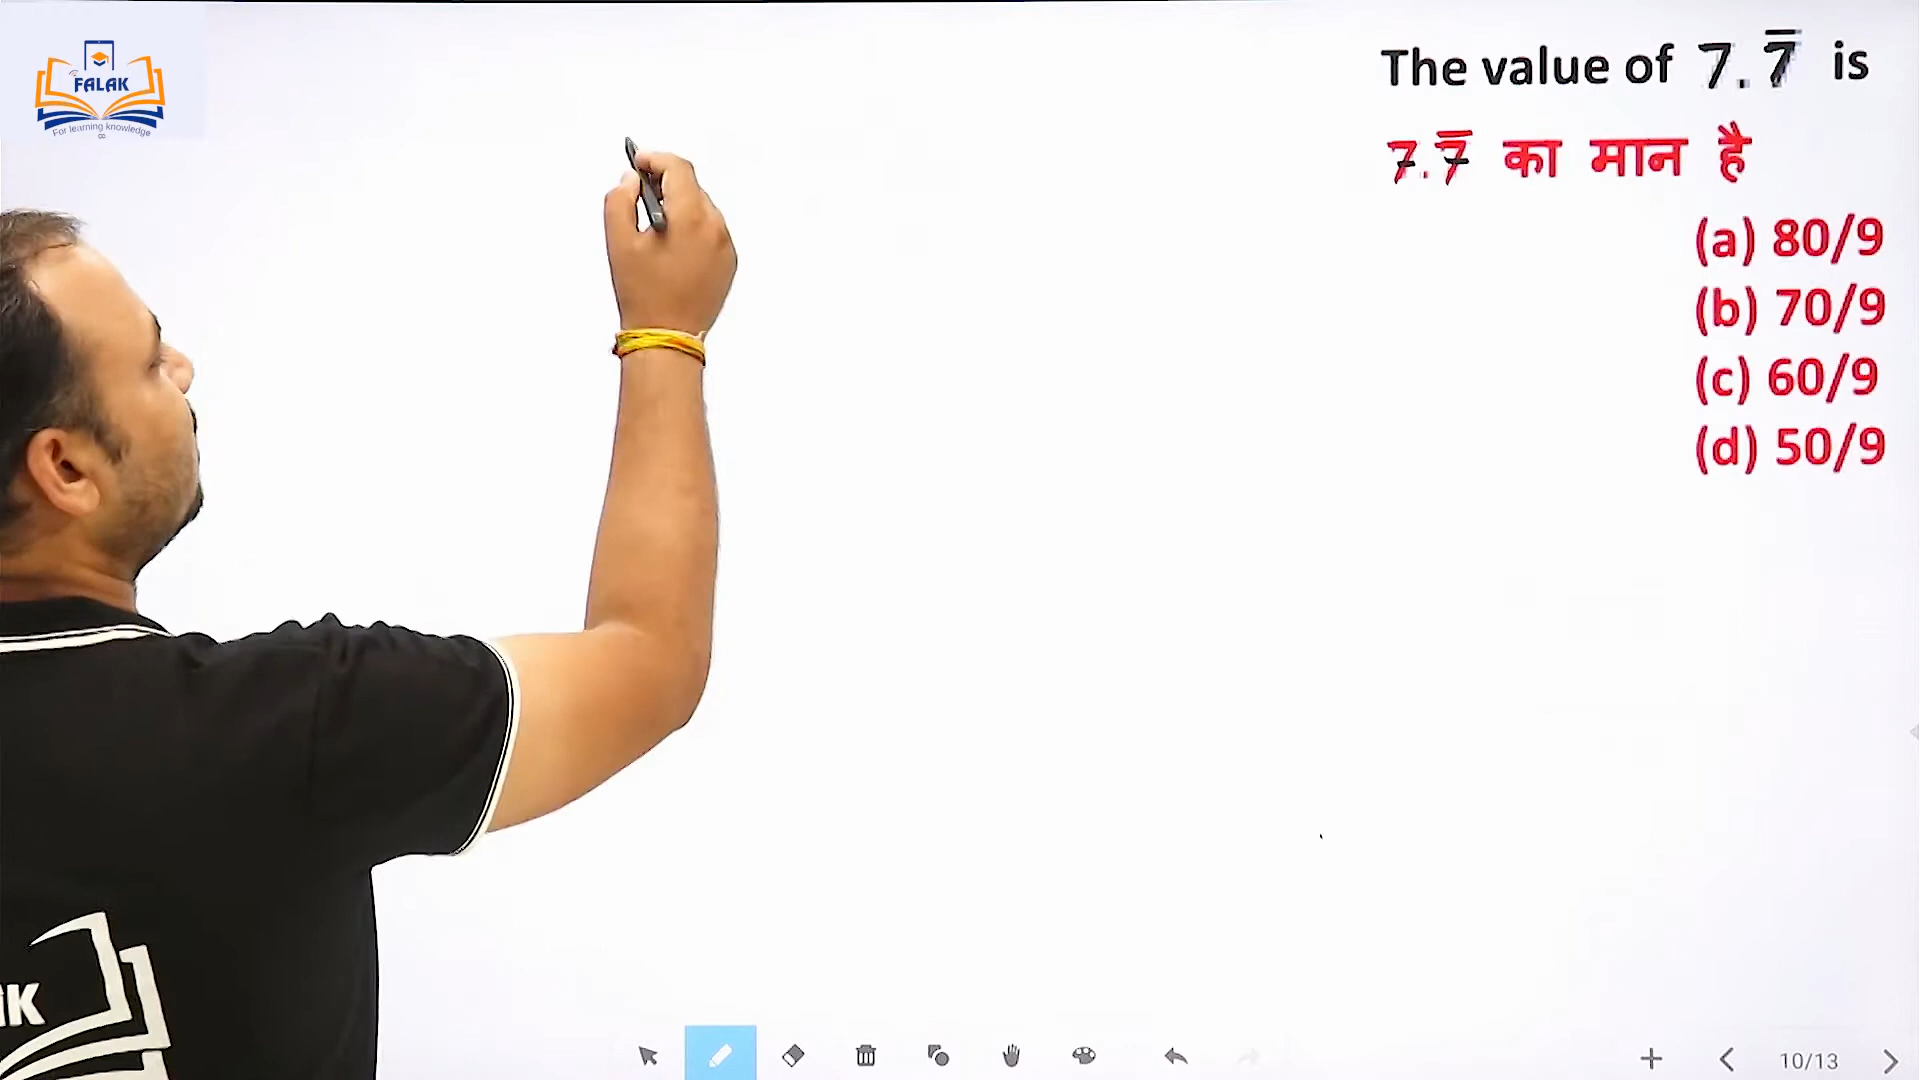 FALAK
For learning knowledge
The value of 7.7̅ is
7.7̅ का मान है
(a) 80/9
(b) 70/9
(c) 60/9
(d) 50/9
10/13